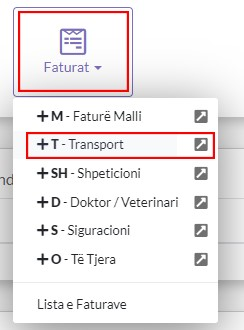 Faturat
M - Faturë Malli
T - Transport
SH - Shpeticioni
D - Doktor / Veterinari
S - Siguracioni
O - Të Tjera
Lista e Faturave